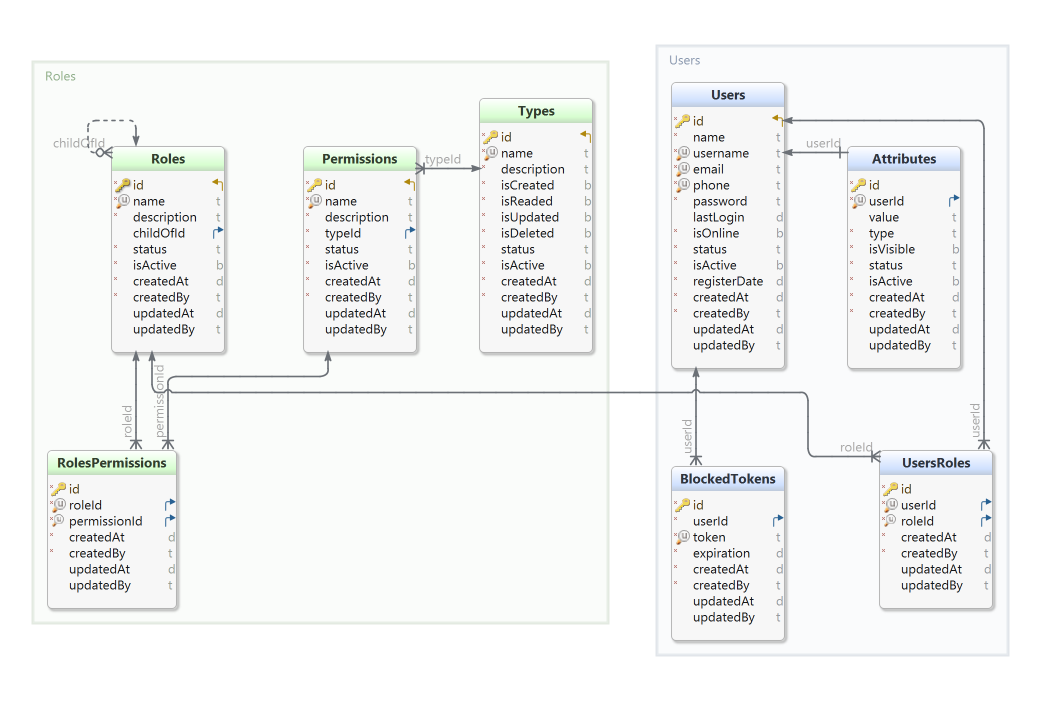 Roles
childOfId
Roles
id
name t
description t
childOfId
status t
isActive b
createdAt d
createdBy t
updatedAt d
updatedBy t
Permissions
id
name t
description t
typeId
status t
isActive b
createdAt d
createdBy t
updatedAt d
updatedBy t
typeId
Types
id
name t
description t
isCreated b
isReaded b
isUpdated b
isDeleted b
status t
isActive b
createdAt d
createdBy t
updatedAt d
updatedBy t
roleId
permissionId
RolesPermissions
id
roleId
permissionId
createdAt d
createdBy t
updatedAt d
updatedBy t
Users
Users
id
name t
username t
email t
phone t
password t
lastLogin d
isOnline b
status t
isActive b
registerDate d
createdAt d
createdBy t
updatedAt d
updatedBy t
userId
Attributes
id
userId
value t
type t
isVisible b
status t
isActive b
createdAt d
createdBy t
updatedAt d
updatedBy t
userId
BlockedTokens
id
userId
token t
expiration d
createdAt d
createdBy t
updatedAt d
updatedBy t
roleId
userId
UsersRoles
id
userId
roleId
createdAt d
createdBy t
updatedAt d
updatedBy t